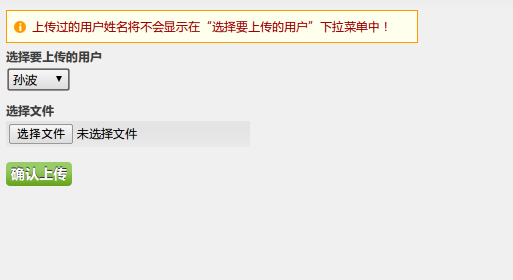 上传过的用户姓名将不会显示在“选择要上传的用户”下拉菜单中！
选择要上传的用户
孙波
选择文件
选择文件 未选择文件
确认上传